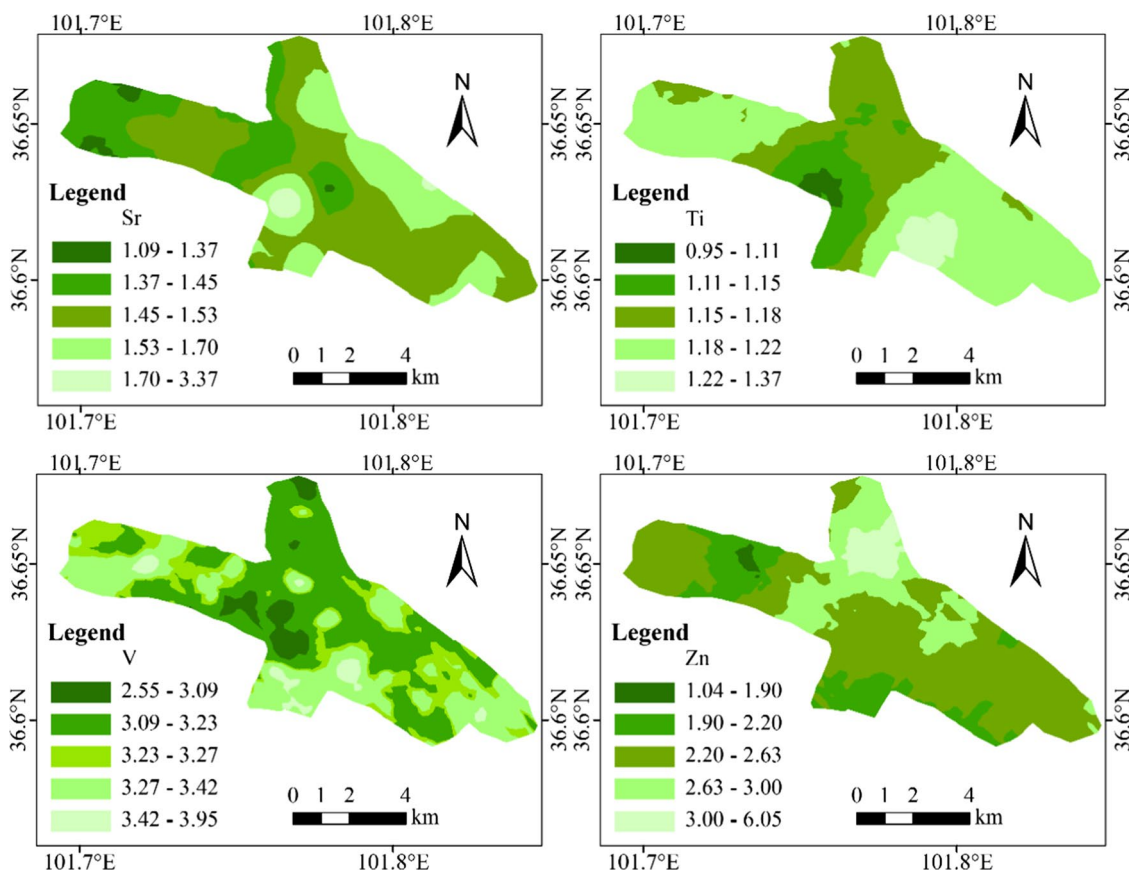 101.7°E 101.8°E
36.65°N 36.65°N
36.6°N 36.6°N
N
Legend
Sr
1.09 - 1.37
1.37 - 1.45
1.45 - 1.53
1.53 - 1.70
1.70 - 3.37
0 1 2 4
km
101.7°E 101.8°E
101.7°E 101.8°E
36.65°N 36.65°N
36.6°N 36.6°N
N
Legend
Ti
0.95 - 1.11
1.11 - 1.15
1.15 - 1.18
1.18 - 1.22
1.22 - 1.37
0 1 2 4
km
101.7°E 101.8°E
101.7°E 101.8°E
36.65°N 36.65°N
36.6°N 36.6°N
N
Legend
V
2.55 - 3.09
3.09 - 3.23
3.23 - 3.27
3.27 - 3.42
3.42 - 3.95
0 1 2 4
km
101.7°E 101.8°E
101.7°E 101.8°E
36.65°N 36.65°N
36.6°N 36.6°N
N
Legend
Zn
1.04 - 1.90
1.90 - 2.20
2.20 - 2.63
2.63 - 3.00
3.00 - 6.05
0 1 2 4
km
101.7°E 101.8°E